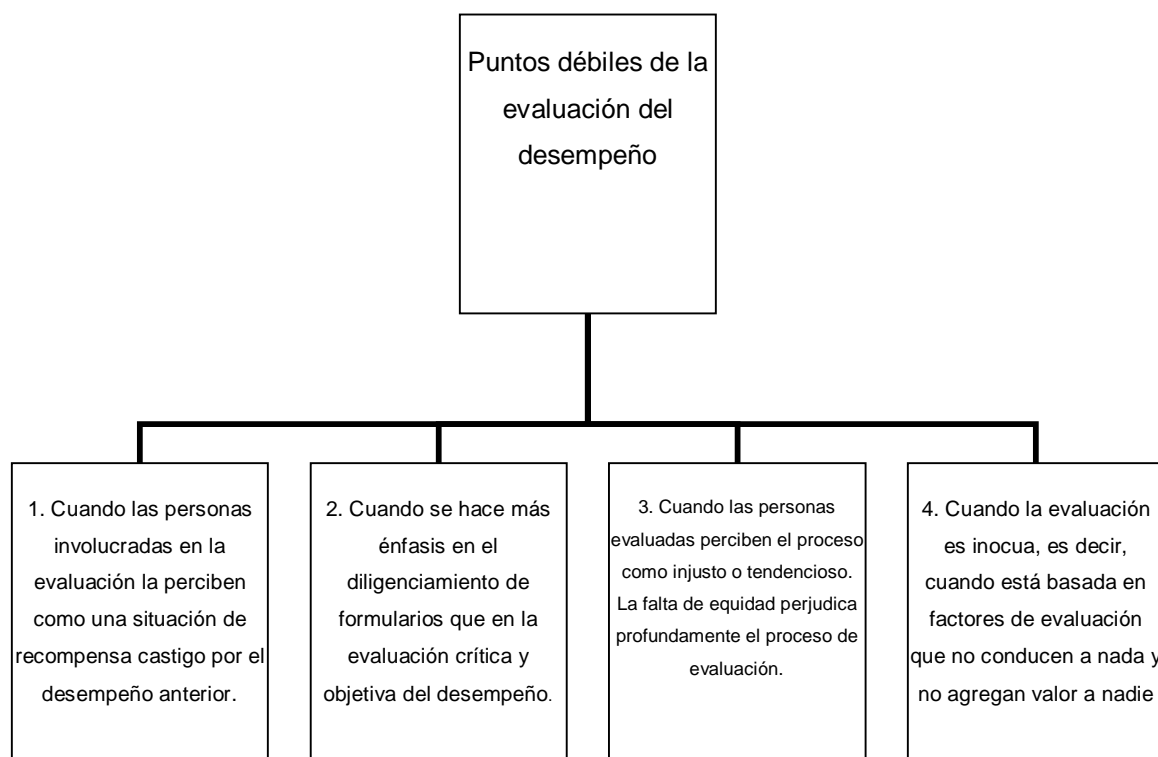 Puntos débiles de la
evaluación del
desempeño
1. Cuando las personas
involucradas en la
evaluación la perciben
como una situación de
recompensa castigo por el
desempeño anterior.
2. Cuando se hace más
énfasis en el
diligenciamiento de
formularios que en la
evaluación crítica y
objetiva del desempeño.
3. Cuando las personas
evaluadas perciben el proceso
como injusto o tendencioso.
La falta de equidad perjudica
profundamente el proceso de
evaluación.
4. Cuando la evaluación
es inocua, es decir,
cuando está basada en
factores de evaluación
que no conducen a nada y
no agregan valor a nadie